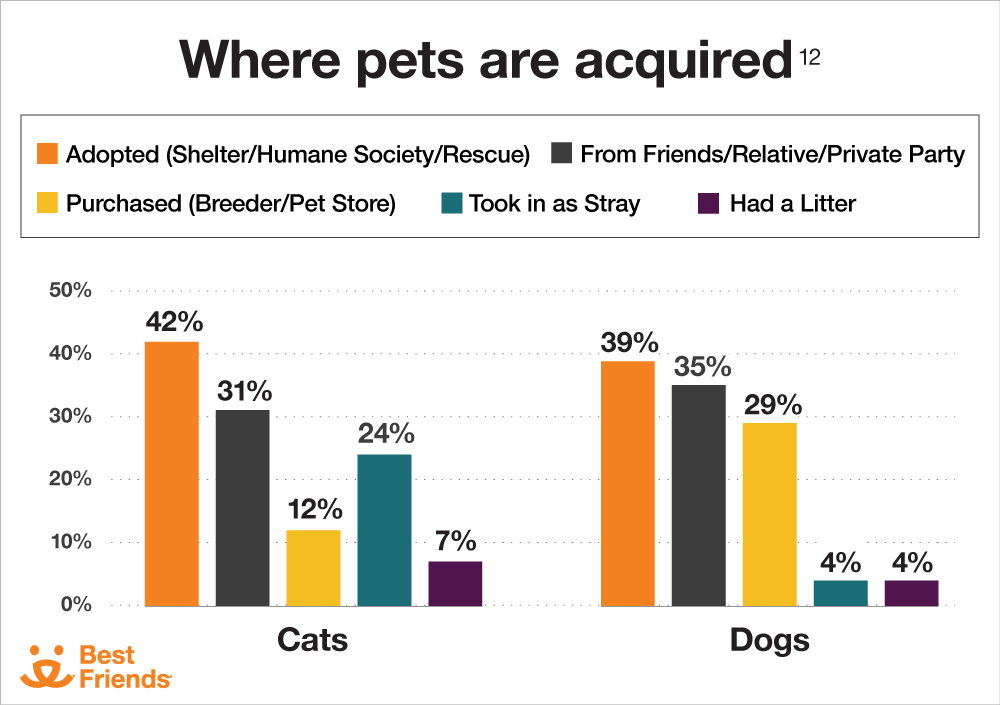 Where pets are acquired 12
Adopted (Shelter/Humane Society/Rescue) From Friends/Relative/Private Party
Purchased (Breeder/Pet Store) Took in as Stray Had a Litter
50%
40%
30%
20%
10%
0%
42%
31%
12%
24%
7%
Cats
39%
35%
29%
4%
4%
Dogs
Best
Friends